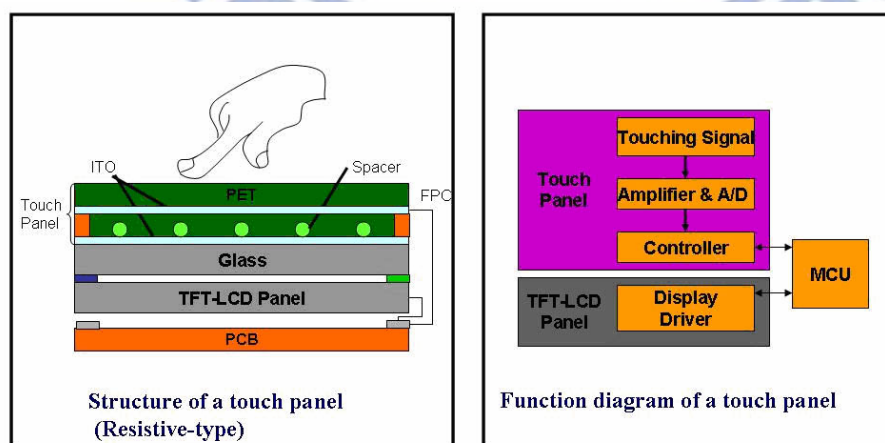 ITO
Spacer
PET
FPC
Touch
Panel
Glass
TFT-LCD Panel
PCB
Structure of a touch panel
(Resistive-type)
Touching Signal
Touch
Panel
Amplifier & A/D
Controller
MCU
TFT-LCD
Panel
Display
Driver
Function diagram of a touch panel